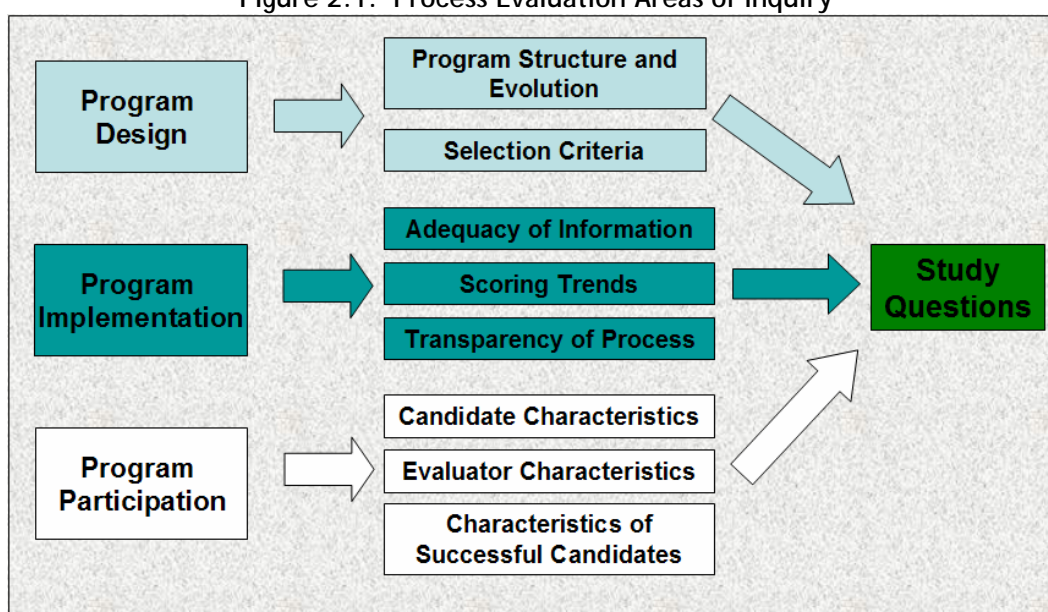 Figure 2.1: Process Evaluation Areas of Inquiry
Program
Design
Program Structure and
Evolution
Selection Criteria
Program
Implementation
Adequacy of Information
Scoring Trends
Transparency of Process
Study
Questions
Program
Participation
Candidate Characteristics
Evaluator Characteristics
Characteristics of
Successful Candidates